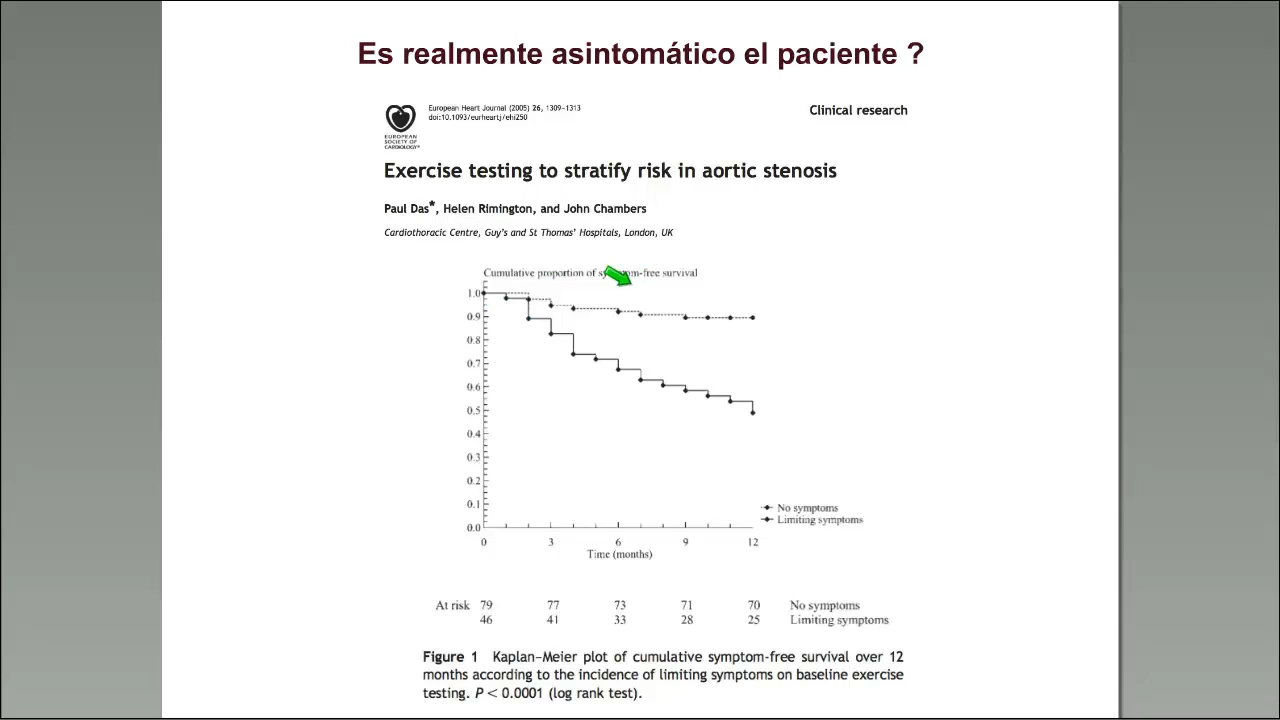 Es realmente asintomático el paciente ?
European Heart Journal (2005) 26, 1309–1313
doi:10.1093/eurheartj/ehi250
Clinical research
EUROPEAN
SOCIETY OF
CARDIOLOGY®
Exercise testing to stratify risk in aortic stenosis
Paul Das*, Helen Rimington, and John Chambers
Cardiothoracic Centre, Guy's and St Thomas' Hospitals, London, UK
Cumulative proportion of symptom-free survival
1.0
0.9
0.8
0.7
0.6
0.5
0.4
0.3
0.2
0.1
0.0
No symptoms
Limiting symptoms
0 3 6 9 12
Time (months)
At risk 79 77 73 71 70 No symptoms
46 41 33 28 25 Limiting symptoms
Figure 1 Kaplan–Meier plot of cumulative symptom-free survival over 12
months according to the incidence of limiting symptoms on baseline exercise
testing. P < 0.0001 (log rank test).